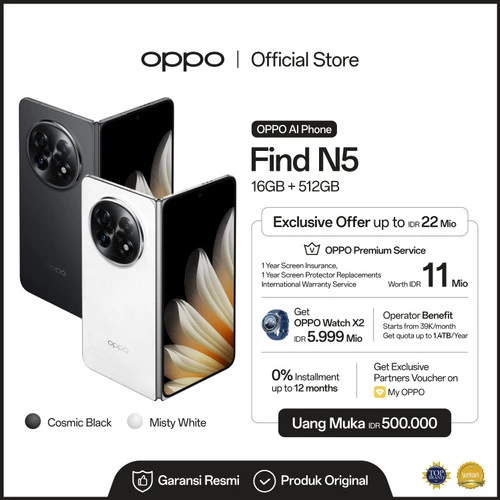 oppo | Official Store
OPPO AI Phone
Find N5
16GB + 512GB
Exclusive Offer up to IDR 22 Mio
OPPO Premium Service
1 Year Screen Insurance,
1 Year Screen Protector Replacements
International Warranty Service
Worth IDR 11 Mio
Get
OPPO Watch X2
IDR 5.999 Mio
Operator Benefit
Starts from 39K/month
Get quota up to 1,4TB/Year
0% Installment
up to 12 months
Get Exclusive
Partners Voucher on
My OPPO
Uang Muka IDR 500.000
oppo
oppo
Cosmic Black
Misty White
Garansi Resmi
Produk Original
TOP
BRAND